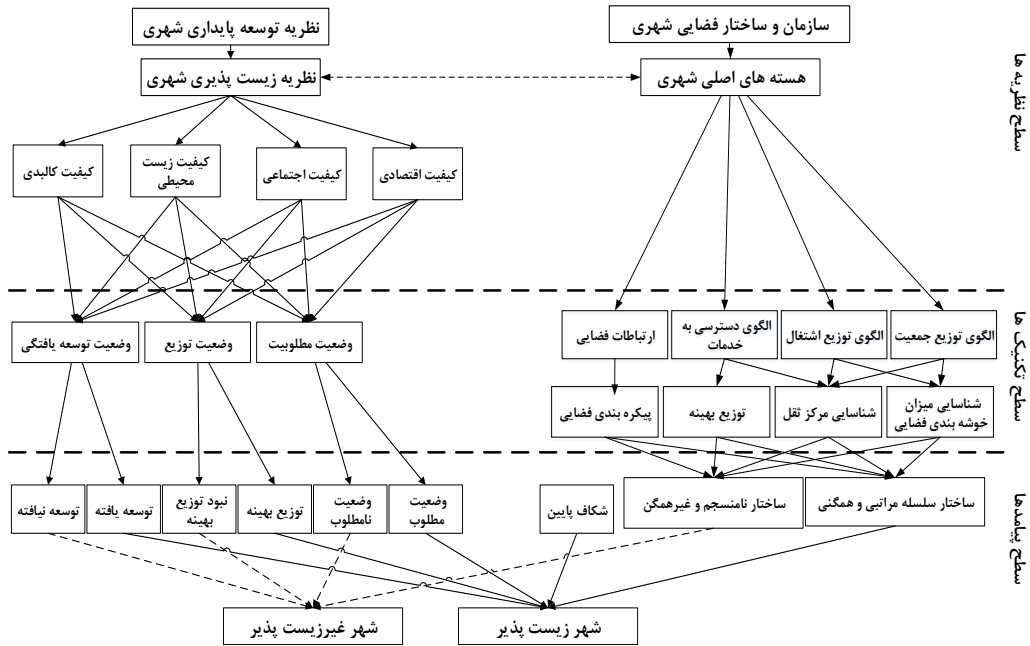 سازمان و ساختار فضایی شهری
نظریه توسعه پایداری شهری
هسته های اصلی شهری
نظریه زیست پذیری شهری
سطح نظریه ها
کیفیت اقتصادی
کیفیت اجتماعی
کیفیت زیست
محیطی
کیفیت کالبدی
الگوی توزیع جمعیت
الگوی توزیع اشتغال
الگوی دسترسی به
خدمات
ارتباطات فضایی
وضعیت مطلوبیت
وضعیت توزیع
وضعیت توسعه یافتگی
سطح تکنیک ها
شناسایی میزان
خوشه بندی فضایی
شناسایی مرکز ثقل
توزیع بهینه
پیکره بندی فضایی
ساختار سلسله مراتبی و همگنی
ساختار نامنسجم و غیرهمگن
شکاف پایین
وضعیت
مطلوب
وضعیت
نامطلوب
توزیع بهینه
نبود توزیع
بهینه
توسعه یافته
توسعه نیافته
سطح پیامدها
شهر زیست پذیر
شهر غیرزیست پذیر